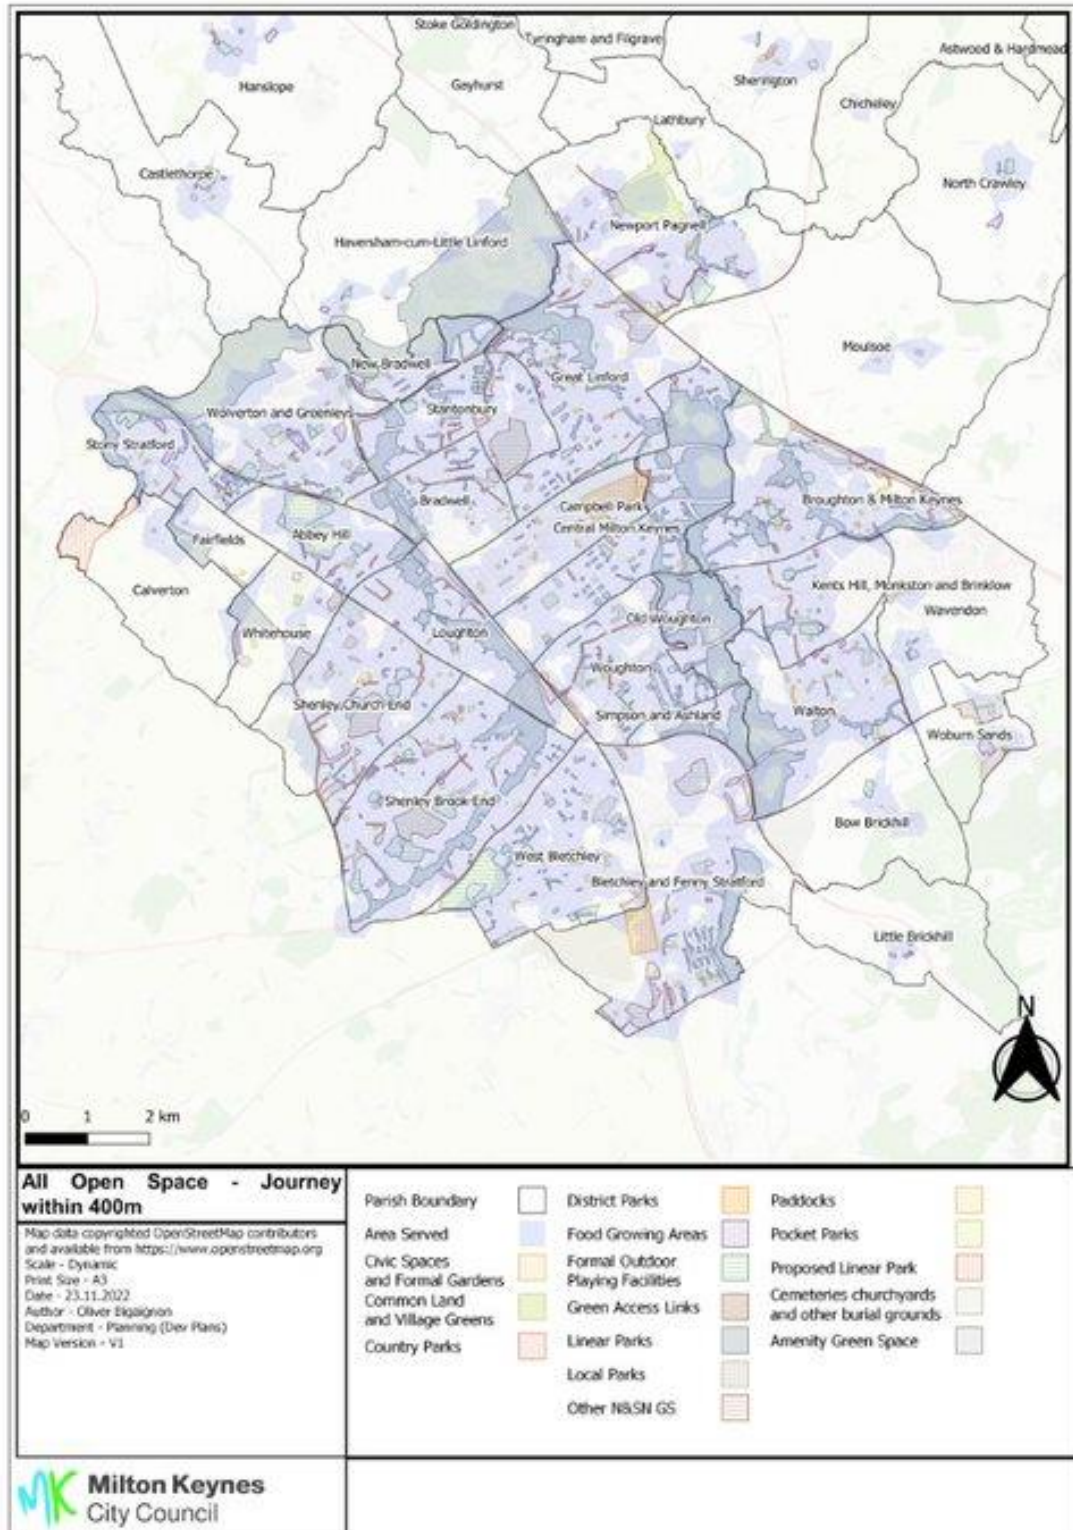 Stoke Goldington
Tyringham and Filgrave
Astwood & Hardmead
Hanslope
Gayhurst
Sherington
Chicheley
Lathbury
Castlethorpe
North Crawley
Newport Pagnell
Haversham-cum-Little Linford
Moulsoe
New Bradwell
Great Linford
Wolverton and Greenleys
Stantonbury
Stony Stratford
Bradwell
Campbell Park
Broughton & Milton Keynes
Central Milton Keynes
Abbey Hill
Fairfields
Calverton
Kents Hill, Monkston and Brinklow
Wavendon
Whitehouse
Loughton
Old Woughton
Woughton
Shenley Church End
Simpson and Ashland
Walton
Woburn Sands
Shenley Brook End
Bow Brickhill
West Bletchley
Bletchley and Fenny Stratford
Little Brickhill
N
0 1 2 km
All Open Space - Journey
within 400m
Map data copyrighted OpenStreetMap contributors
and available from https://www.openstreetmap.org
Scale - Dynamic
Print Size - A3
Date - 23.11.2022
Author - Oliver Bigaignon
Department - Planning (Dev Plans)
Map Version - V1
Parish Boundary
Area Served
Civic Spaces
and Formal Gardens
Common Land
and Village Greens
Country Parks
District Parks
Food Growing Areas
Formal Outdoor
Playing Facilities
Green Access Links
Linear Parks
Local Parks
Other N&SN GS
Paddocks
Pocket Parks
Proposed Linear Park
Cemeteries churchyards
and other burial grounds
Amenity Green Space
MK Milton Keynes
City Council